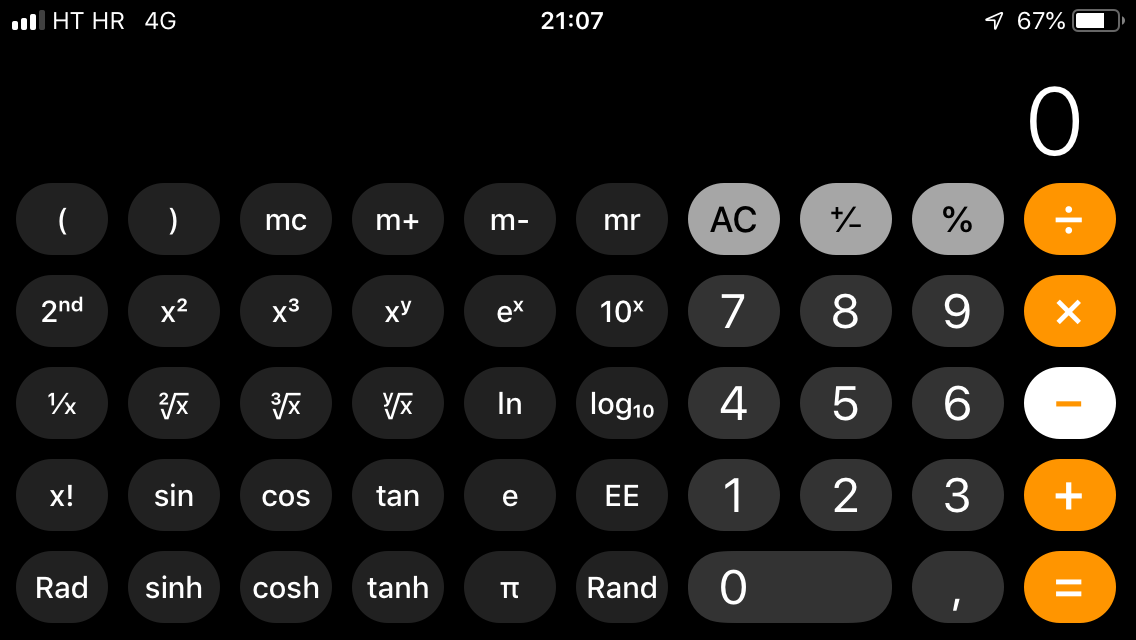 HT HR 4G 21:07 67%
0
( ) mc m+ m- mr AC +/− % ÷
2ⁿᵈ x² x³ xʸ eˣ 10ˣ 7 8 9 ×
¹⁄x ²√x ³√x ʸ√x ln log₁₀ 4 5 6 −
x! sin cos tan e EE 1 2 3 +
Rad sinh cosh tanh π Rand 0 , =